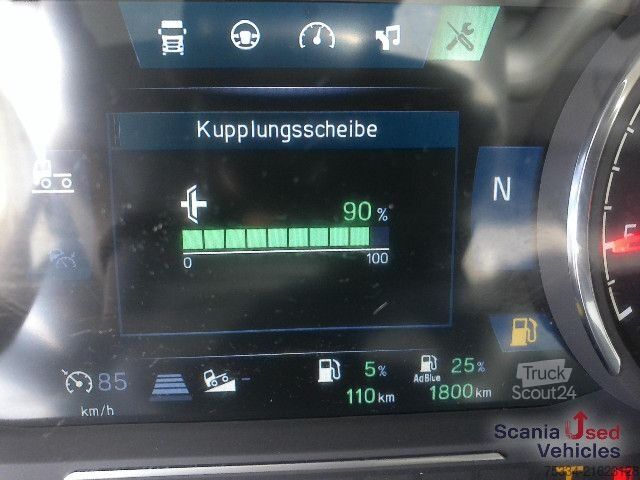 Kupplungsscheibe
N
90 %
0 100
85
km/h
-
5%
110 km
AdBlue
25%
1800 km
Truck
Scout24
Scania Used
Vehicles